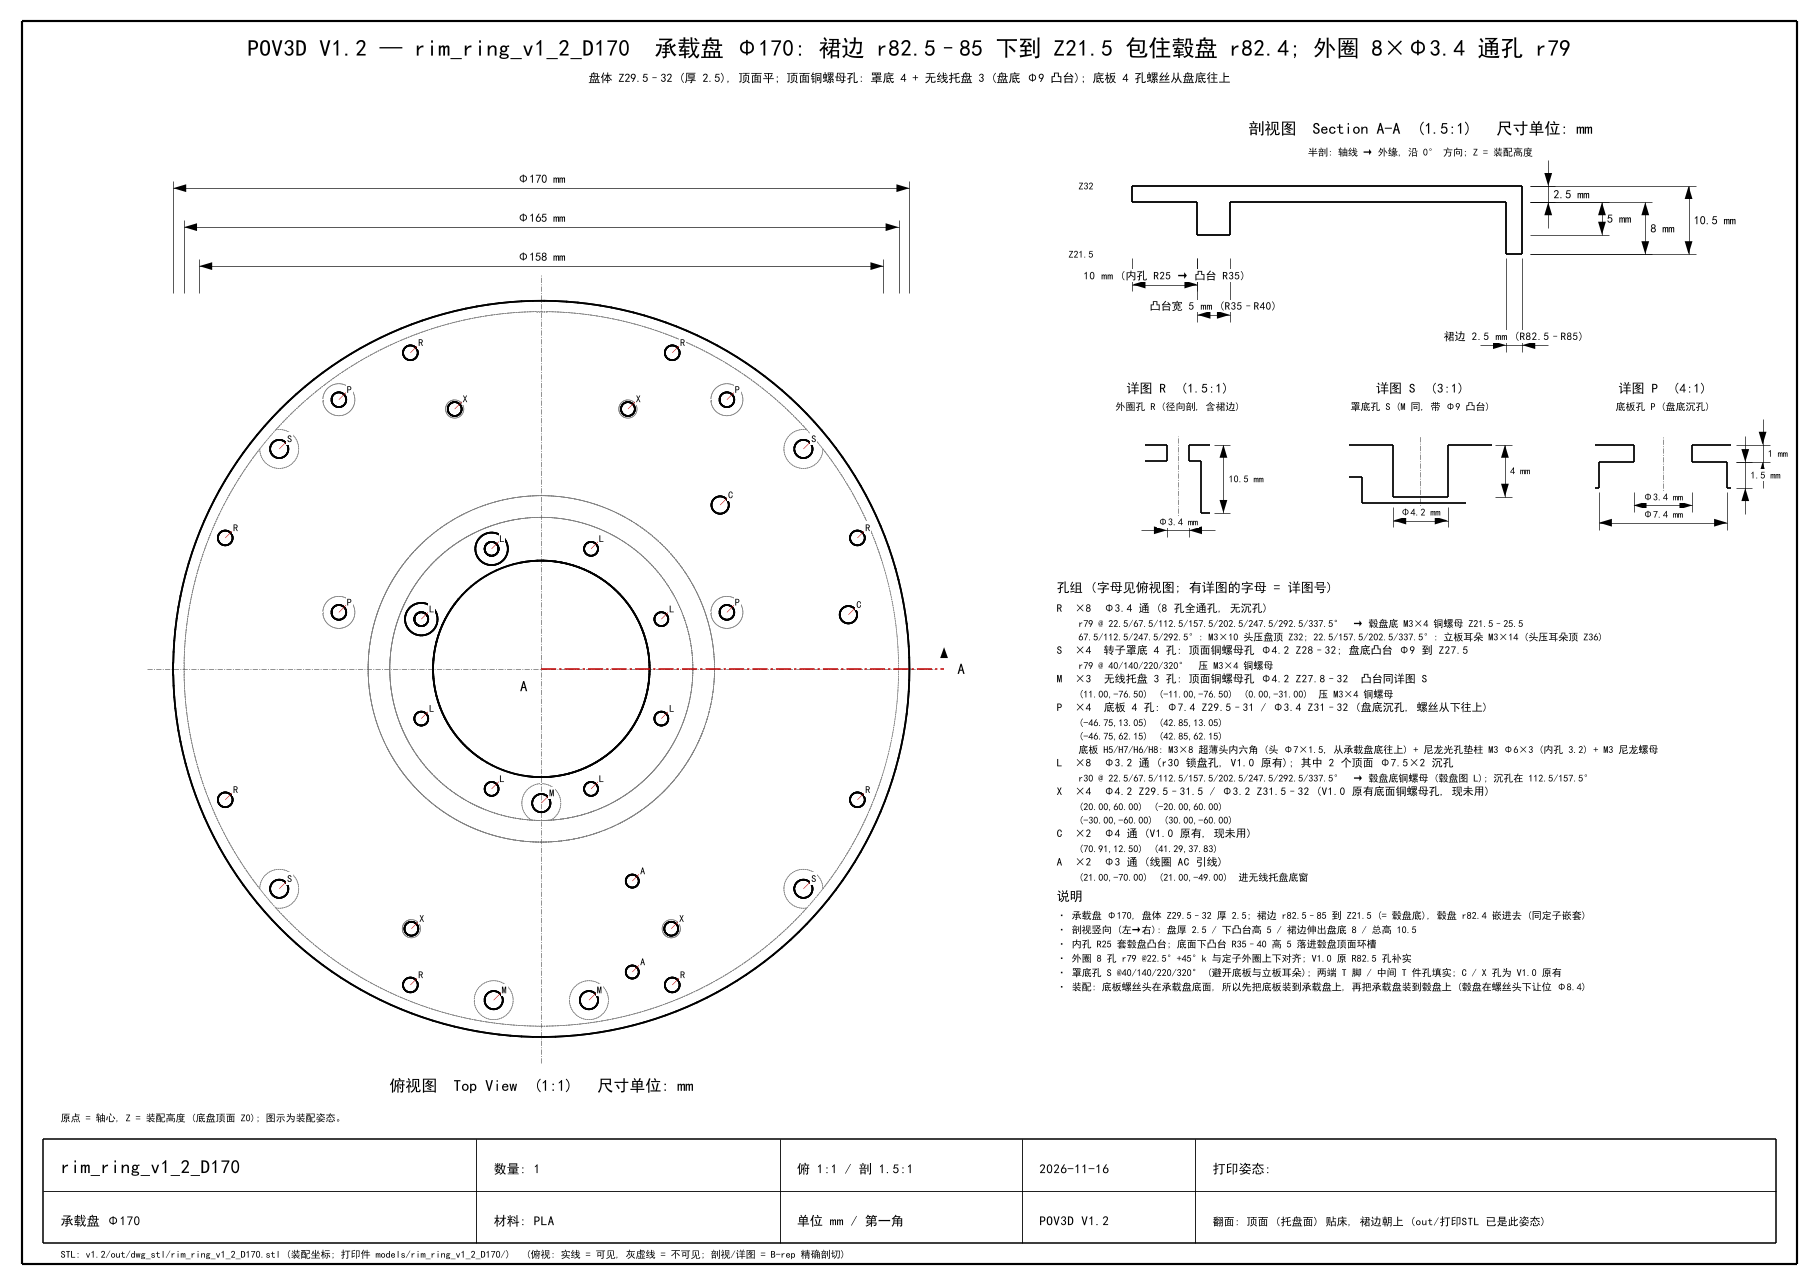 POV3D V1.2 — rim_ring_v1_2_D170  承载盘 Φ170: 裙边 r82.5–85 下到 Z21.5 包住毂盘 r82.4; 外圈 8×Φ3.4 通孔 r79
盘体 Z29.5–32 (厚 2.5), 顶面平; 顶面铜螺母孔: 罩底 4 + 无线托盘 3 (盘底 Φ9 凸台); 底板 4 孔螺丝从盘底往上
Φ170 mm
Φ165 mm
Φ158 mm
R
R
P
X
X
P
S
S
C
R
R
L
L
P
P
C
L
L
A
A
L
L
L
L
M
R
R
S
A
S
X
X
A
R
R
M
M
俯视图  Top View  (1:1)   尺寸单位: mm
剖视图  Section A-A  (1.5:1)   尺寸单位: mm
半剖: 轴线 → 外缘, 沿 0° 方向; Z = 装配高度
Z32
Z21.5
2.5 mm
5 mm
8 mm
10.5 mm
10 mm (内孔 R25 → 凸台 R35)
凸台宽 5 mm (R35–R40)
裙边 2.5 mm (R82.5–R85)
详图 R  (1.5:1)
外圈孔 R (径向剖, 含裙边)
10.5 mm
Φ3.4 mm
详图 S  (3:1)
罩底孔 S (M 同, 带 Φ9 凸台)
4 mm
Φ4.2 mm
详图 P  (4:1)
底板孔 P (盘底沉孔)
1 mm
1.5 mm
Φ3.4 mm
Φ7.4 mm
孔组 (字母见俯视图; 有详图的字母 = 详图号)
R  ×8  Φ3.4 通 (8 孔全通孔, 无沉孔)
r79 @ 22.5/67.5/112.5/157.5/202.5/247.5/292.5/337.5°  → 毂盘底 M3×4 铜螺母 Z21.5–25.5
67.5/112.5/247.5/292.5°: M3×10 头压盘顶 Z32; 22.5/157.5/202.5/337.5°: 立板耳朵 M3×14 (头压耳朵顶 Z36)
S  ×4  转子罩底 4 孔: 顶面铜螺母孔 Φ4.2 Z28–32; 盘底凸台 Φ9 到 Z27.5
r79 @ 40/140/220/320°  压 M3×4 铜螺母
M  ×3  无线托盘 3 孔: 顶面铜螺母孔 Φ4.2 Z27.8–32  凸台同详图 S
(11.00,-76.50)  (-11.00,-76.50)  (0.00,-31.00)  压 M3×4 铜螺母
P  ×4  底板 4 孔: Φ7.4 Z29.5–31 / Φ3.4 Z31–32 (盘底沉孔, 螺丝从下往上)
(-46.75,13.05)  (42.85,13.05)
(-46.75,62.15)  (42.85,62.15)
底板 H5/H7/H6/H8: M3×8 超薄头内六角 (头 Φ7×1.5, 从承载盘底往上) + 尼龙光孔垫柱 M3 Φ6×3 (内孔 3.2) + M3 尼龙螺母
L  ×8  Φ3.2 通 (r30 锁盘孔, V1.0 原有); 其中 2 个顶面 Φ7.5×2 沉孔
r30 @ 22.5/67.5/112.5/157.5/202.5/247.5/292.5/337.5°  → 毂盘底铜螺母 (毂盘图 L); 沉孔在 112.5/157.5°
X  ×4  Φ4.2 Z29.5–31.5 / Φ3.2 Z31.5–32 (V1.0 原有底面铜螺母孔, 现未用)
(20.00,60.00)  (-20.00,60.00)
(-30.00,-60.00)  (30.00,-60.00)
C  ×2  Φ4 通 (V1.0 原有, 现未用)
(70.91,12.50)  (41.29,37.83)
A  ×2  Φ3 通 (线圈 AC 引线)
(21.00,-70.00)  (21.00,-49.00)  进无线托盘底窗
说明
· 承载盘 Φ170, 盘体 Z29.5–32 厚 2.5; 裙边 r82.5–85 到 Z21.5 (= 毂盘底), 毂盘 r82.4 嵌进去 (同定子嵌套)
· 剖视竖向 (左→右): 盘厚 2.5 / 下凸台高 5 / 裙边伸出盘底 8 / 总高 10.5
· 内孔 R25 套毂盘凸台; 底面下凸台 R35–40 高 5 落进毂盘顶面环槽
· 外圈 8 孔 r79 @22.5°+45°k 与定子外圈上下对齐; V1.0 原 R82.5 孔补实
· 罩底孔 S @40/140/220/320° (避开底板与立板耳朵); 两端 T 脚 / 中间 T 件孔填实; C / X 孔为 V1.0 原有
· 装配: 底板螺丝头在承载盘底面, 所以先把底板装到承载盘上, 再把承载盘装到毂盘上 (毂盘在螺丝头下让位 Φ8.4)
原点 = 轴心, Z = 装配高度 (底盘顶面 Z0); 图示为装配姿态。
rim_ring_v1_2_D170
数量: 1
俯 1:1 / 剖 1.5:1
2026-11-16
打印姿态:
承载盘 Φ170
材料: PLA
单位 mm / 第一角
POV3D V1.2
翻面: 顶面 (托盘面) 贴床, 裙边朝上 (out/打印STL 已是此姿态)
STL: v1.2/out/dwg_stl/rim_ring_v1_2_D170.stl (装配坐标; 打印件 models/rim_ring_v1_2_D170/)   (俯视: 实线 = 可见, 灰虚线 = 不可见; 剖视/详图 = B-rep 精确剖切)